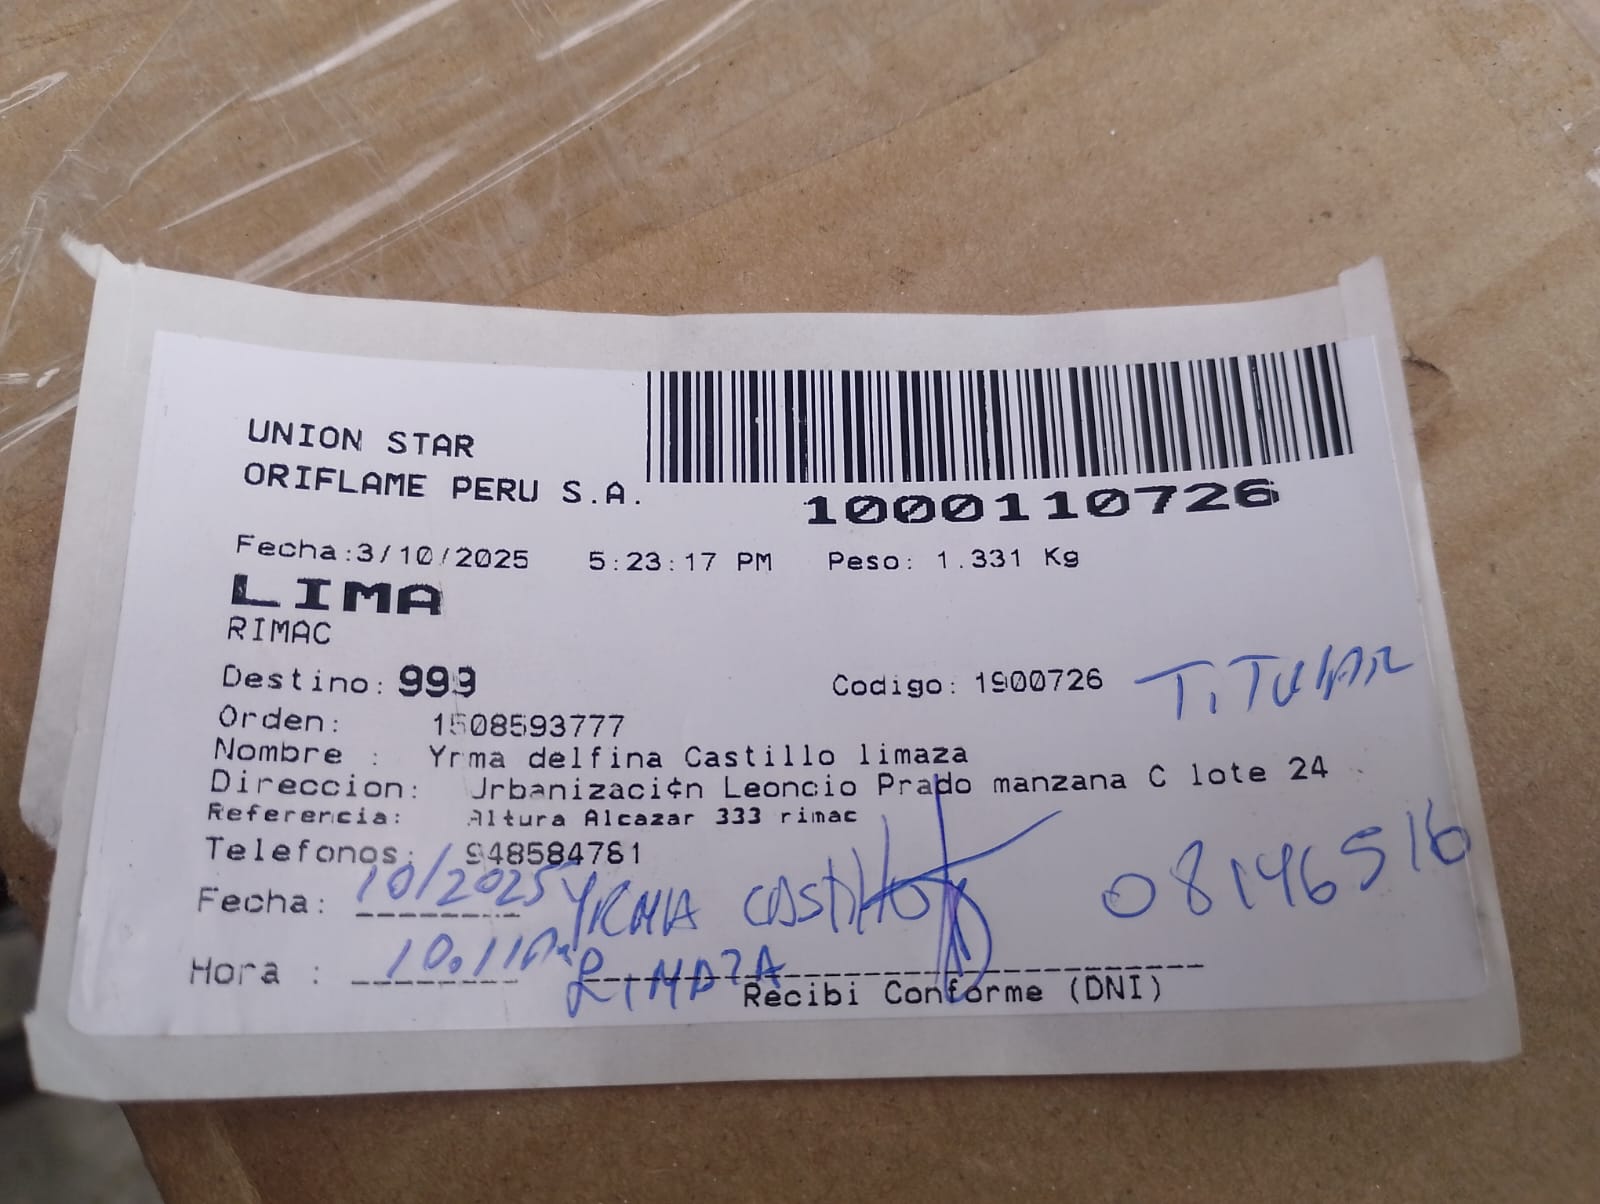 UNION STAR
ORIFLAME PERU S.A.
1000110726
Fecha:3/10/2025 5:23:17 PM Peso: 1.331 Kg
LIMA
RIMAC
Destino: 999 Codigo: 1900726 TITULAR
Orden: 1508593777
Nombre : Yrma delfina Castillo limaza
Direccion: Urbanizaci¢n Leoncio Prado manzana C lote 24
Referencia: Altura Alcazar 333 rimac
Telefonos: 948584761
Fecha: 10/2025 YRMA CASTILLO 08146516
Hora : 10.11 LIMAZA
Recibi Conforme (DNI)